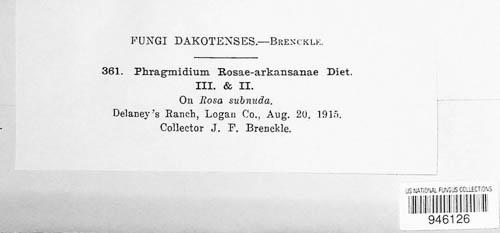 FUNGI DAKOTENSES.—BRENCKLE.
361. Phragmidium Rosae-arkansanae Diet.
III. & II.
On Rosa subnuda.
Delaney's Ranch, Logan Co., Aug. 20, 1915.
Collector J. F. Brenckle.
US NATIONAL FUNGUS COLLECTIONS
946126